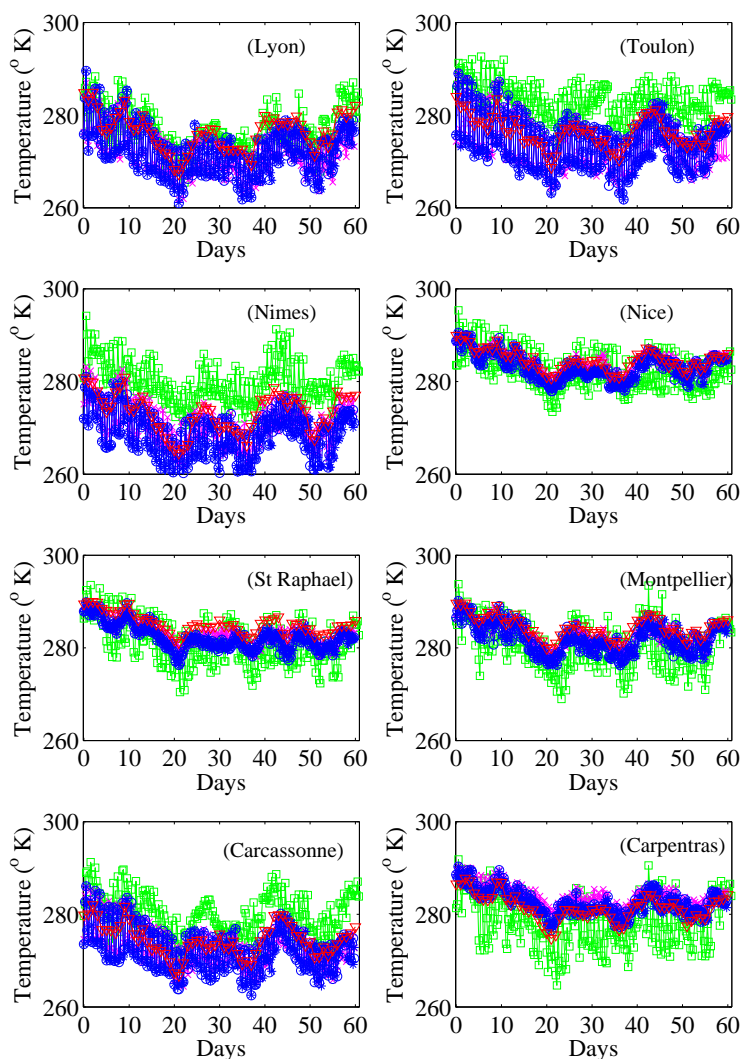 300
280
260
Temperature (° K)
(Lyon)
0 10 20 30 40 50 60
Days
300
280
260
Temperature (° K)
(Toulon)
0 10 20 30 40 50 60
Days
300
280
260
Temperature (° K)
(Nimes)
0 10 20 30 40 50 60
Days
300
280
260
Temperature (° K)
(Nice)
0 10 20 30 40 50 60
Days
300
280
260
Temperature (° K)
(St Raphael)
0 10 20 30 40 50 60
Days
300
280
260
Temperature (° K)
(Montpellier)
0 10 20 30 40 50 60
Days
300
280
260
Temperature (° K)
(Carcassonne)
0 10 20 30 40 50 60
Days
300
280
260
Temperature (° K)
(Carpentras)
0 10 20 30 40 50 60
Days